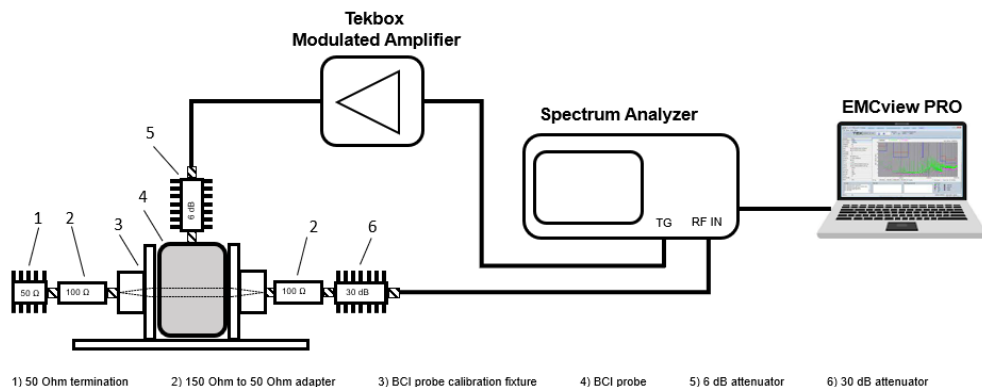 Tekbox
Modulated Amplifier
EMCview PRO
Spectrum Analyzer
5
6 dB
4
1
2
3
2
6
TG
RF IN
50 Ω
100 Ω
100 Ω
30 dB
1) 50 Ohm termination
2) 150 Ohm to 50 Ohm adapter
3) BCI probe calibration fixture
4) BCI probe
5) 6 dB attenuator
6) 30 dB attenuator